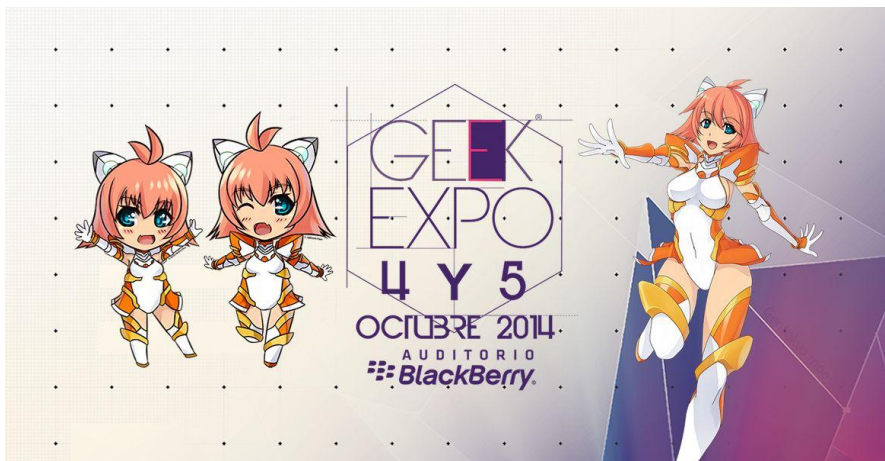 GEEK®
EXPO
4 Y 5
OCTUBRE 2014
AUDITORIO
BlackBerry®